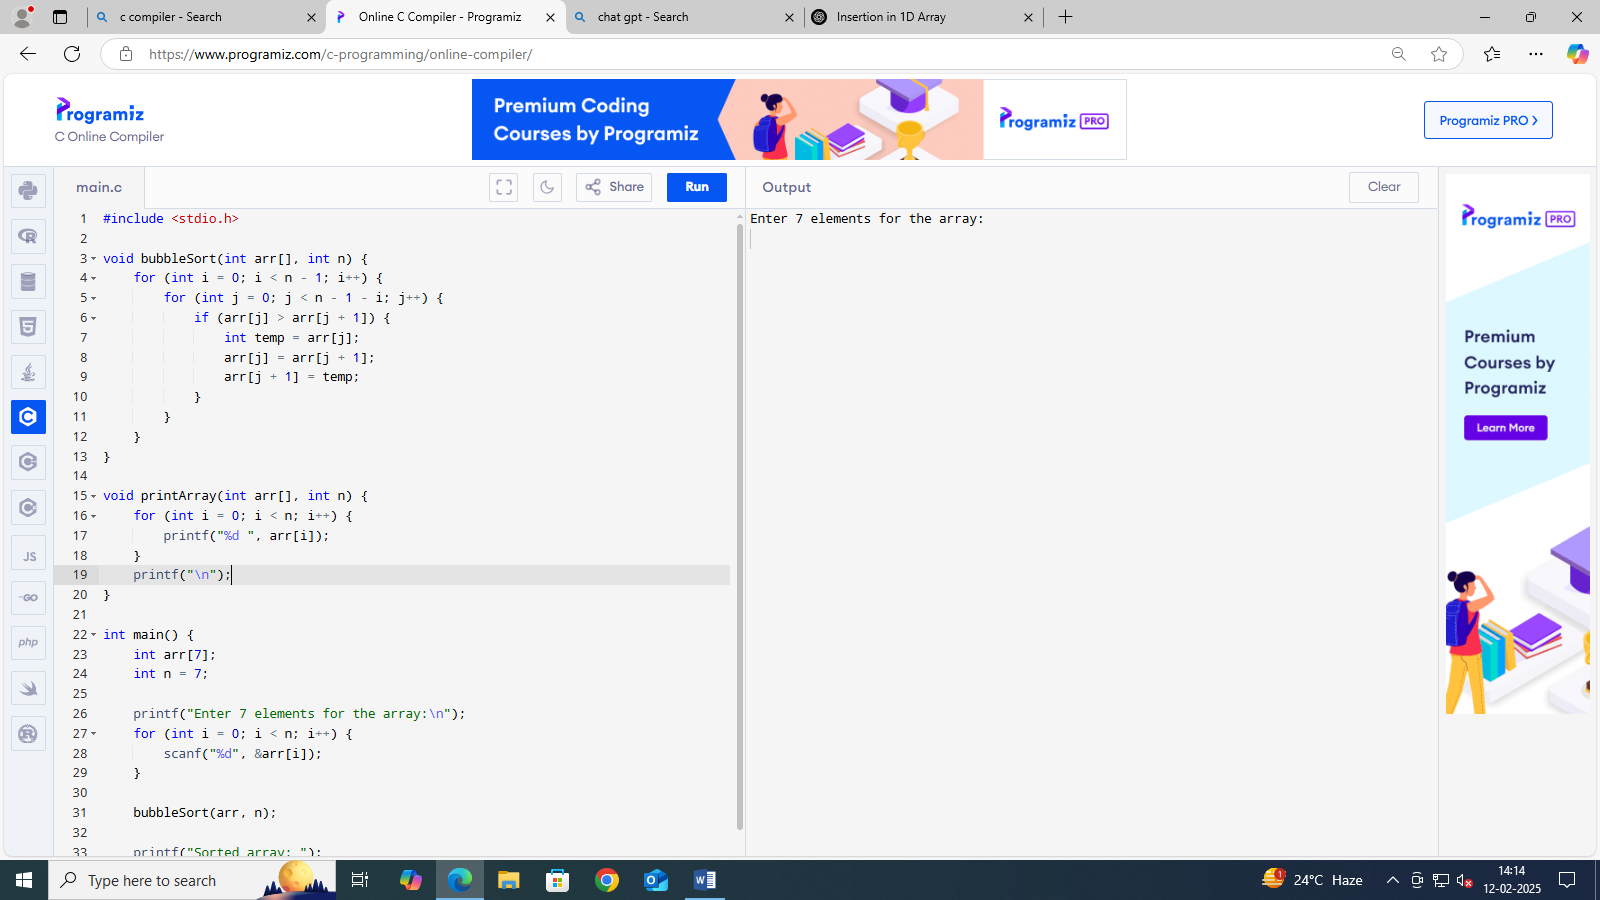 c compiler - Search
Online C Compiler - Programiz
chat gpt - Search
Insertion in 1D Array
https://www.programiz.com/c-programming/online-compiler/
Programiz
C Online Compiler
Premium Coding
Courses by Programiz
Programiz PRO
Programiz PRO
main.c
Share
Run
Output
Clear
1 #include <stdio.h>
2
3 void bubbleSort(int arr[], int n) {
4 for (int i = 0; i < n - 1; i++) {
5 for (int j = 0; j < n - 1 - i; j++) {
6 if (arr[j] > arr[j + 1]) {
7 int temp = arr[j];
8 arr[j] = arr[j + 1];
9 arr[j + 1] = temp;
10 }
11 }
12 }
13 }
14
15 void printArray(int arr[], int n) {
16 for (int i = 0; i < n; i++) {
17 printf("%d ", arr[i]);
18 }
19 printf("\n");
20 }
21
22 int main() {
23 int arr[7];
24 int n = 7;
25
26 printf("Enter 7 elements for the array:\n");
27 for (int i = 0; i < n; i++) {
28 scanf("%d", &arr[i]);
29 }
30
31 bubbleSort(arr, n);
32
33 printf("Sorted array: ");
Enter 7 elements for the array:
Programiz PRO
Premium
Courses by
Programiz
Learn More
JS
GO
php
Type here to search
1
24°C Haze
14:14
12-02-2025